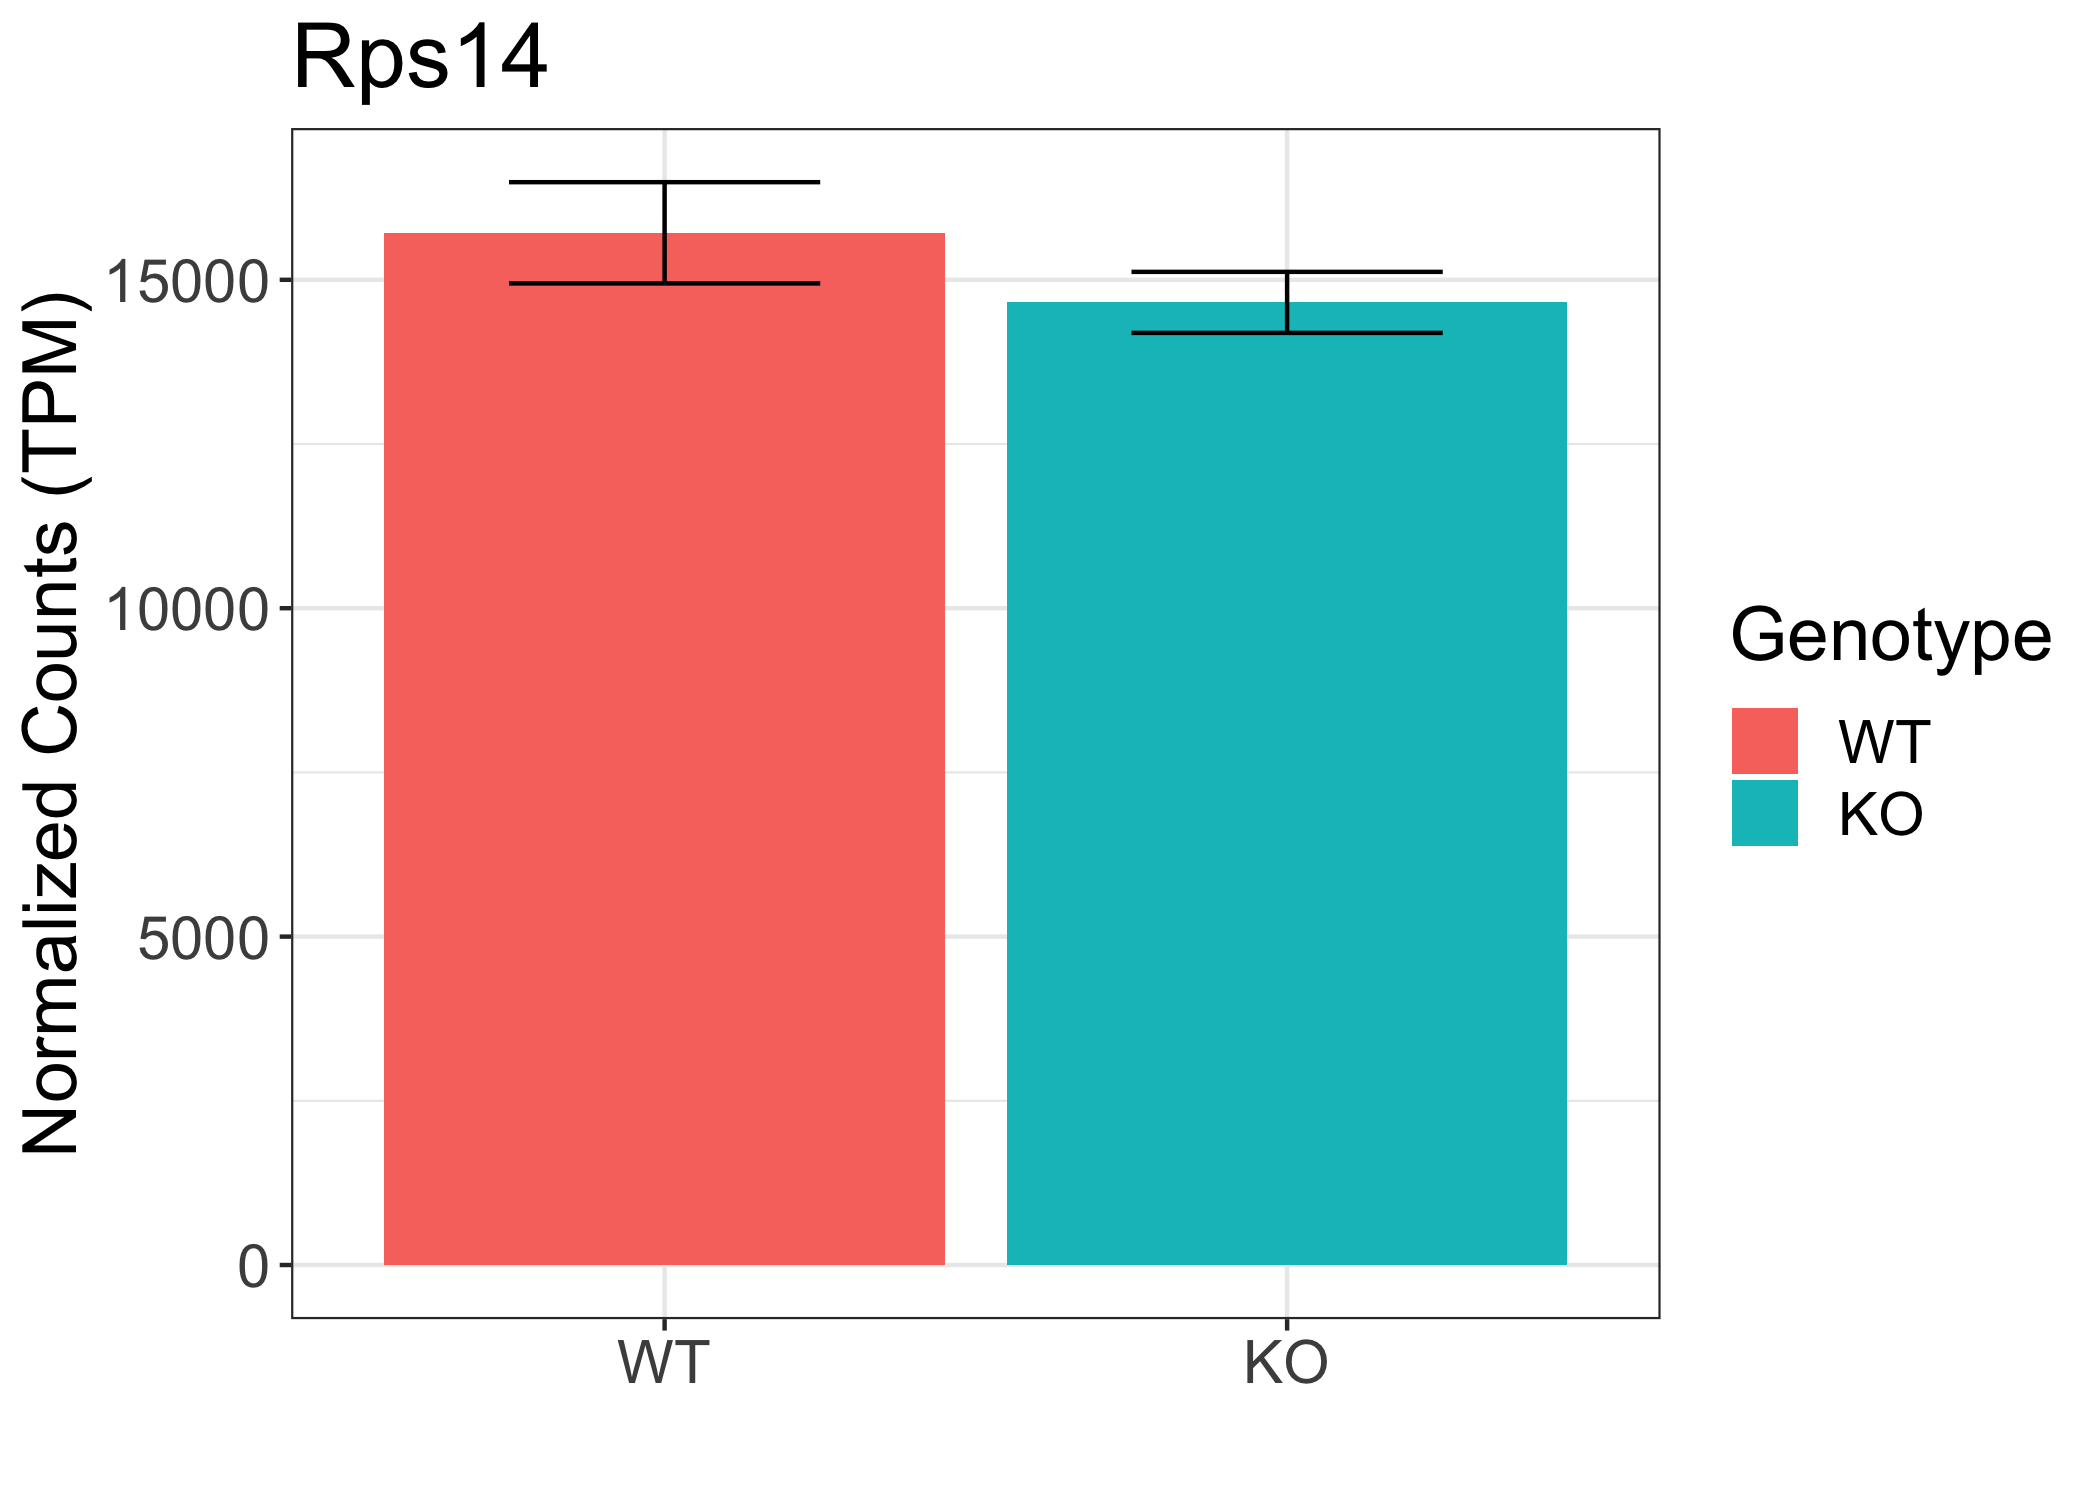 Rps14
Normalized Counts (TPM)
15000
10000
5000
0
WT
KO
Genotype
WT
KO